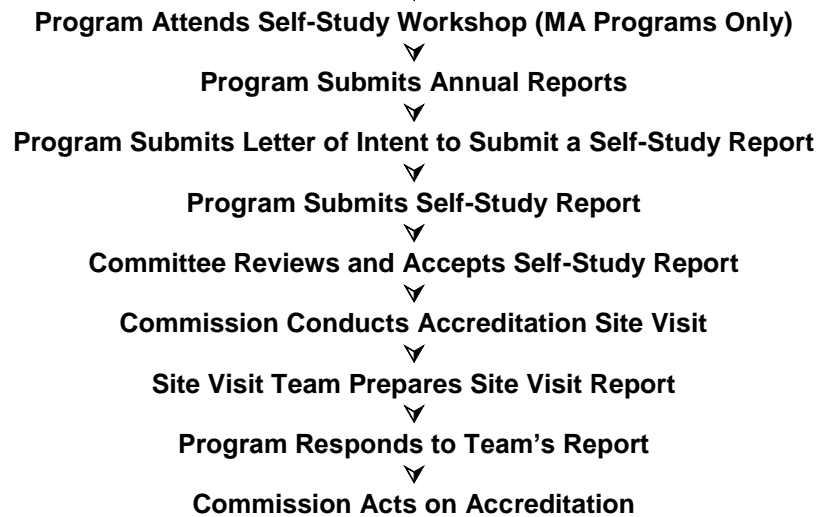 Program Attends Self-Study Workshop (MA Programs Only)
Program Submits Annual Reports
Program Submits Letter of Intent to Submit a Self-Study Report
Program Submits Self-Study Report
Committee Reviews and Accepts Self-Study Report
Commission Conducts Accreditation Site Visit
Site Visit Team Prepares Site Visit Report
Program Responds to Team's Report
Commission Acts on Accreditation